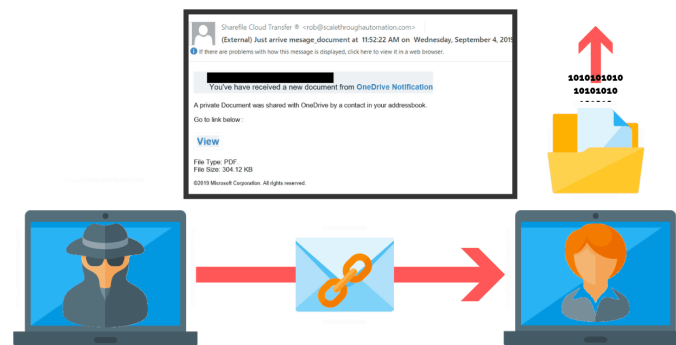 Sharefile Cloud Transfer ® <rob@scalethroughautomation.com>
(External) Just arrive mesage_document at 11:52:22 AM on Wednesday, September 4, 2019
If there are problems with how this message is displayed, click here to view it in a web browser.
You've have received a new document from OneDrive Notification
A private Document was shared with OneDrive by a contact in your addressbook.
Go to link below :
View
File Type: PDF.
File Size: 304.12 KB
©2019 Microsoft Corporation. All rights reserved.
1010101010
10101010